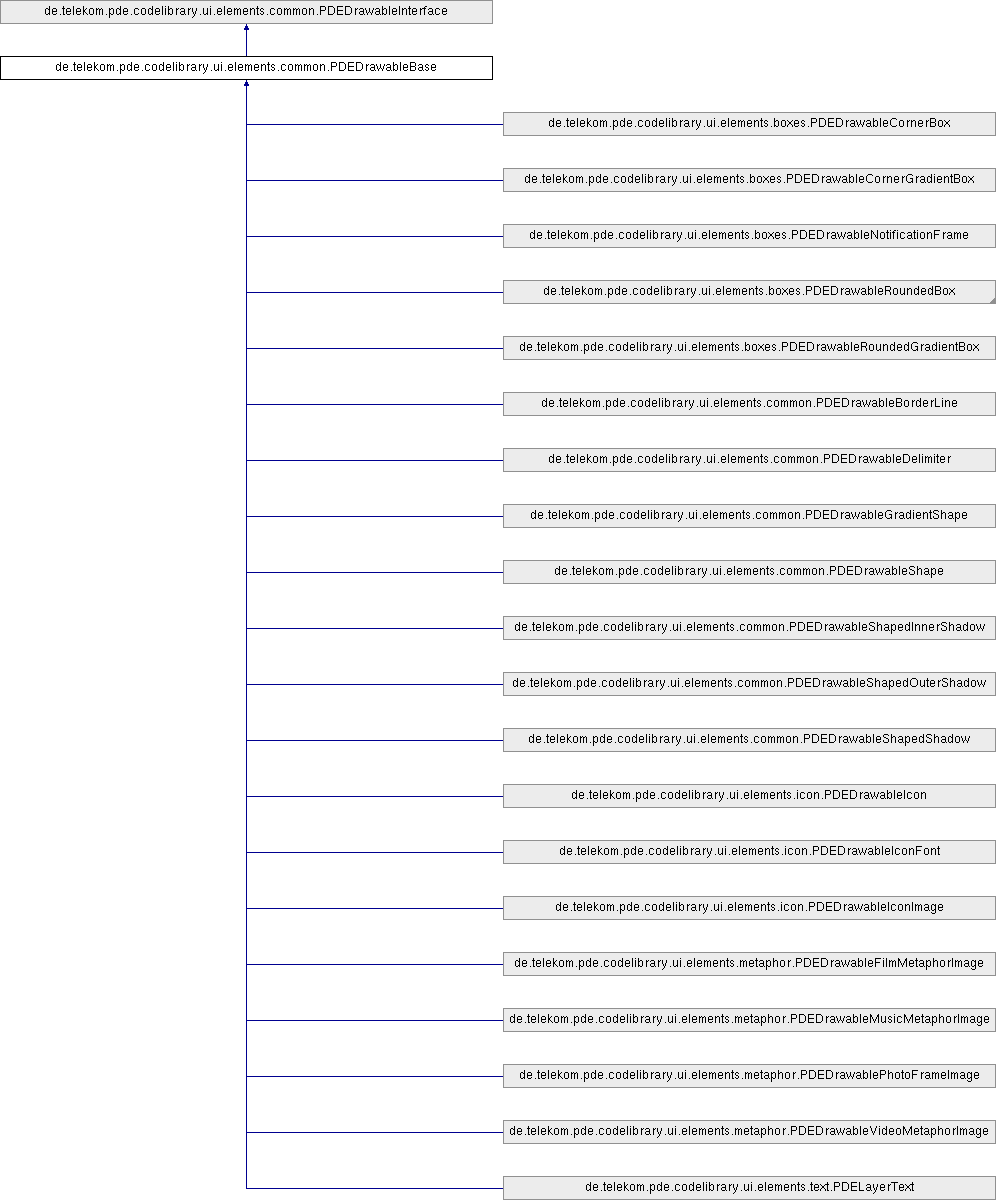 de.telekom.pde.codelibrary.ui.elements.common.PDEDrawableInterface
de.telekom.pde.codelibrary.ui.elements.common.PDEDrawableBase
de.telekom.pde.codelibrary.ui.elements.boxes.PDEDrawableCornerBox
de.telekom.pde.codelibrary.ui.elements.boxes.PDEDrawableCornerGradientBox
de.telekom.pde.codelibrary.ui.elements.boxes.PDEDrawableNotificationFrame
de.telekom.pde.codelibrary.ui.elements.boxes.PDEDrawableRoundedBox
de.telekom.pde.codelibrary.ui.elements.boxes.PDEDrawableRoundedGradientBox
de.telekom.pde.codelibrary.ui.elements.common.PDEDrawableBorderLine
de.telekom.pde.codelibrary.ui.elements.common.PDEDrawableDelimiter
de.telekom.pde.codelibrary.ui.elements.common.PDEDrawableGradientShape
de.telekom.pde.codelibrary.ui.elements.common.PDEDrawableShape
de.telekom.pde.codelibrary.ui.elements.common.PDEDrawableShapedInnerShadow
de.telekom.pde.codelibrary.ui.elements.common.PDEDrawableShapedOuterShadow
de.telekom.pde.codelibrary.ui.elements.common.PDEDrawableShapedShadow
de.telekom.pde.codelibrary.ui.elements.icon.PDEDrawableIcon
de.telekom.pde.codelibrary.ui.elements.icon.PDEDrawableIconFont
de.telekom.pde.codelibrary.ui.elements.icon.PDEDrawableIconImage
de.telekom.pde.codelibrary.ui.elements.metaphor.PDEDrawableFilmMetaphorImage
de.telekom.pde.codelibrary.ui.elements.metaphor.PDEDrawableMusicMetaphorImage
de.telekom.pde.codelibrary.ui.elements.metaphor.PDEDrawablePhotoFrameImage
de.telekom.pde.codelibrary.ui.elements.metaphor.PDEDrawableVideoMetaphorImage
de.telekom.pde.codelibrary.ui.elements.text.PDELayerText